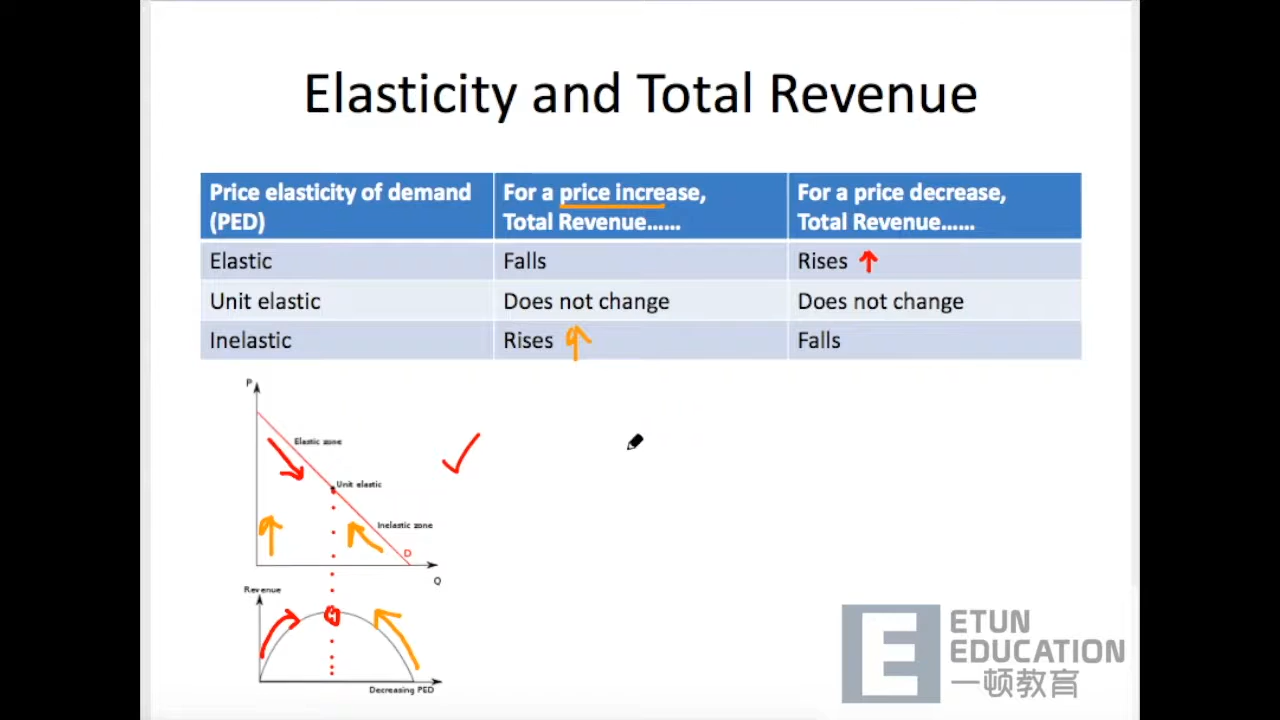 Elasticity and Total Revenue
Price elasticity of demand (PED)
For a price increase, Total Revenue……
For a price decrease, Total Revenue……
Elastic
Falls
Rises
Unit elastic
Does not change
Does not change
Inelastic
Rises
Falls
P
Elastic zone
Unit elastic
Inelastic zone
D
Q
Revenue
Decreasing PED
ETUN
EDUCATION
一顿教育